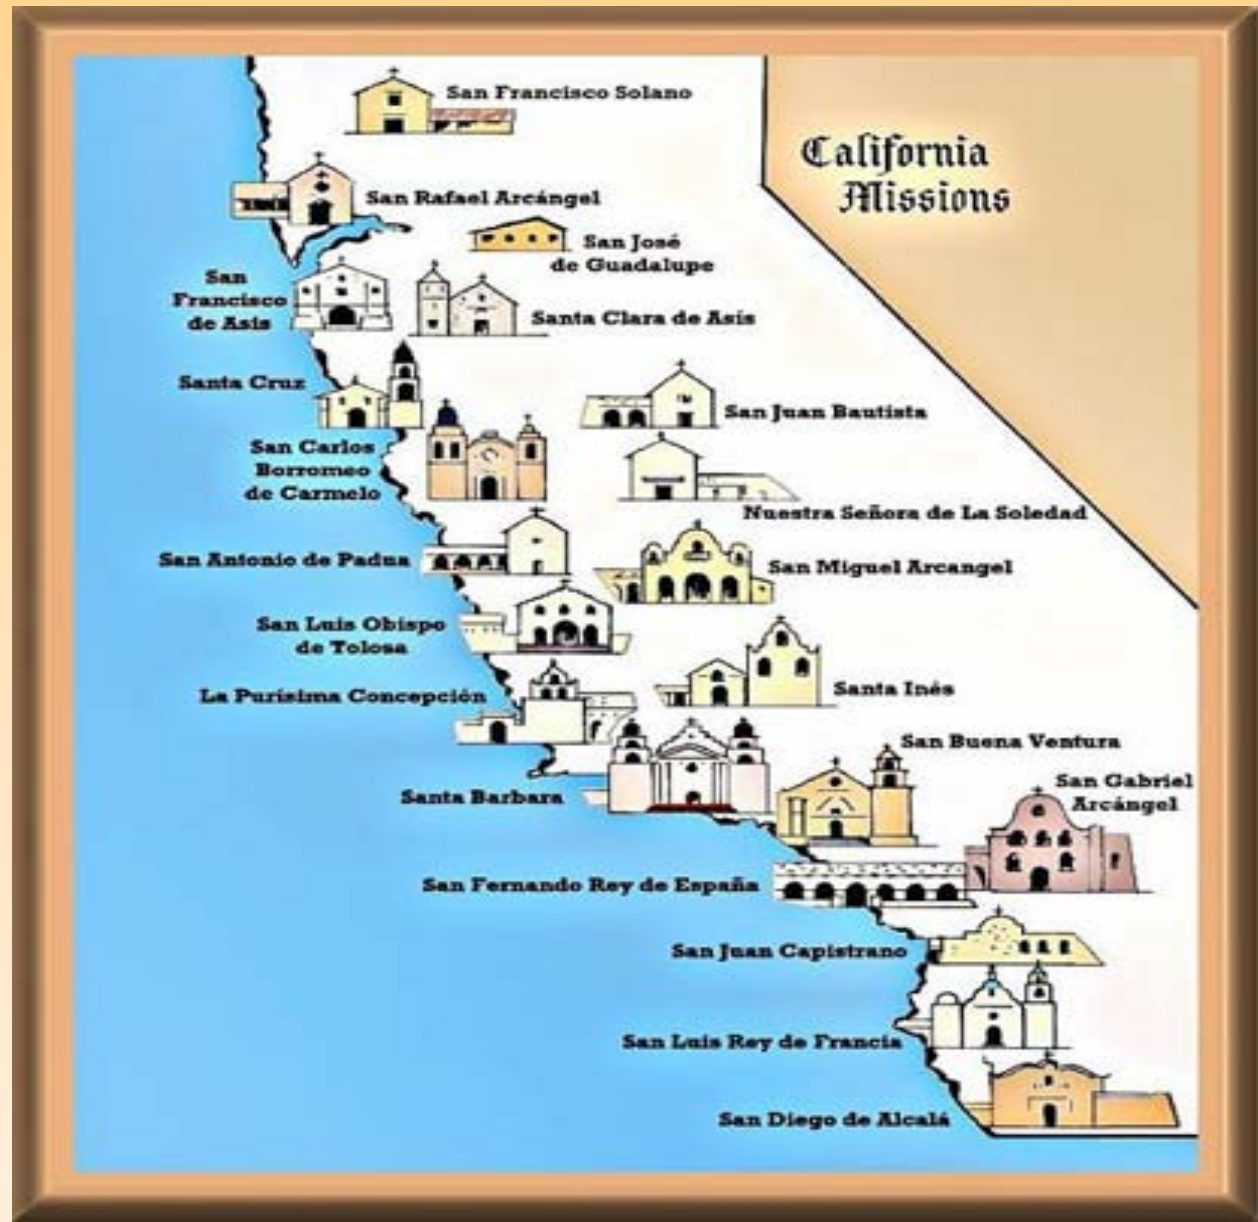 California
Missions
San Francisco Solano
San Rafael Arcángel
San José
de Guadalupe
San
Francisco
de Asís
Santa Clara de Asís
Santa Cruz
San Juan Bautista
San Carlos
Borromeo
de Carmelo
Nuestra Señora de La Soledad
San Antonio de Padua
San Miguel Arcangel
San Luis Obispo
de Tolosa
La Purísima Concepción
Santa Inés
San Buena Ventura
Santa Barbara
San Gabriel
Arcángel
San Fernando Rey de España
San Juan Capistrano
San Luis Rey de Francia
San Diego de Alcalá